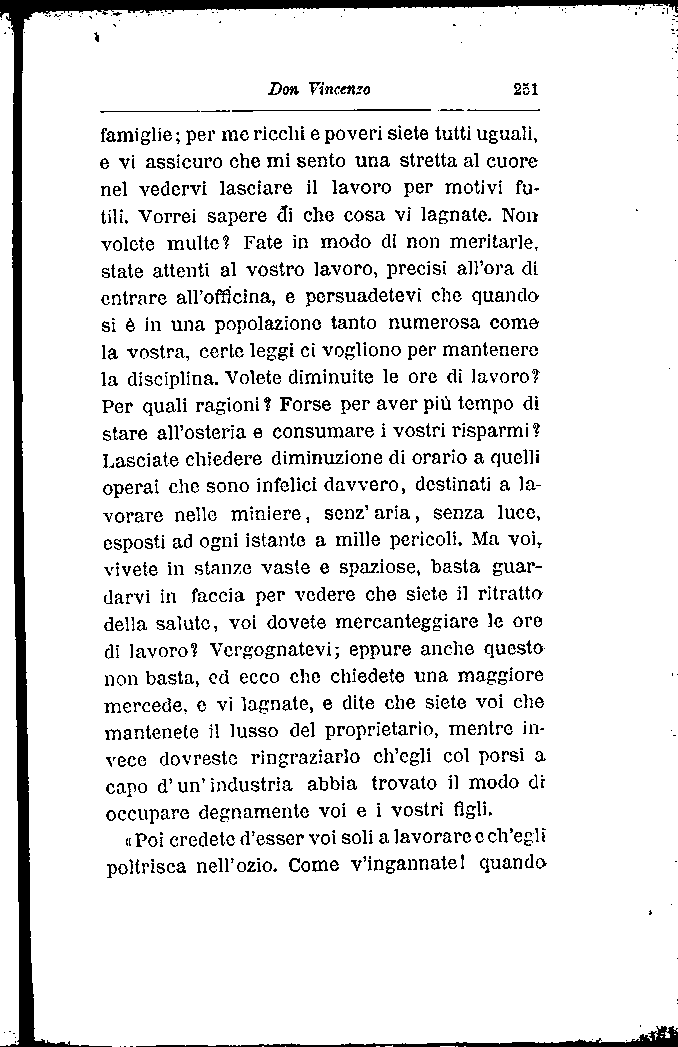 Don Vincenzo 251
famiglie; per me ricchi e poveri siete tutti uguali,
e vi assicuro che mi sento una stretta al cuore
nel vedervi lasciare il lavoro per motivi fu-
tili. Vorrei sapere di che cosa vi lagnate. Non
volete multe? Fate in modo di non meritarle,
state attenti al vostro lavoro, precisi all'ora di
entrare all'officina, e persuadetevi che quando
si è in una popolazione tanto numerosa come
la vostra, certe leggi ci vogliono per mantenere
la disciplina. Volete diminuite le ore di lavoro?
Per quali ragioni? Forse per aver più tempo di
stare all'osteria e consumare i vostri risparmi?
Lasciate chiedere diminuzione di orario a quelli
operai che sono infelici davvero, destinati a la-
vorare nelle miniere, senz' aria, senza luce,
esposti ad ogni istante a mille pericoli. Ma voi,
vivete in stanze vaste e spaziose, basta guar-
darvi in faccia per vedere che siete il ritratto
della salute, voi dovete mercanteggiare le ore
di lavoro? Vergognatevi; eppure anche questo
non basta, ed ecco che chiedete una maggiore
mercede, e vi lagnate, e dite che siete voi che
mantenete il lusso del proprietario, mentre in-
vece dovreste ringraziarlo ch'egli col porsi a
capo d' un' industria abbia trovato il modo di
occupare degnamente voi e i vostri figli.
«Poi credete d'esser voi soli a lavorare e ch'egli
poltrisca nell'ozio. Come v'ingannate! quando